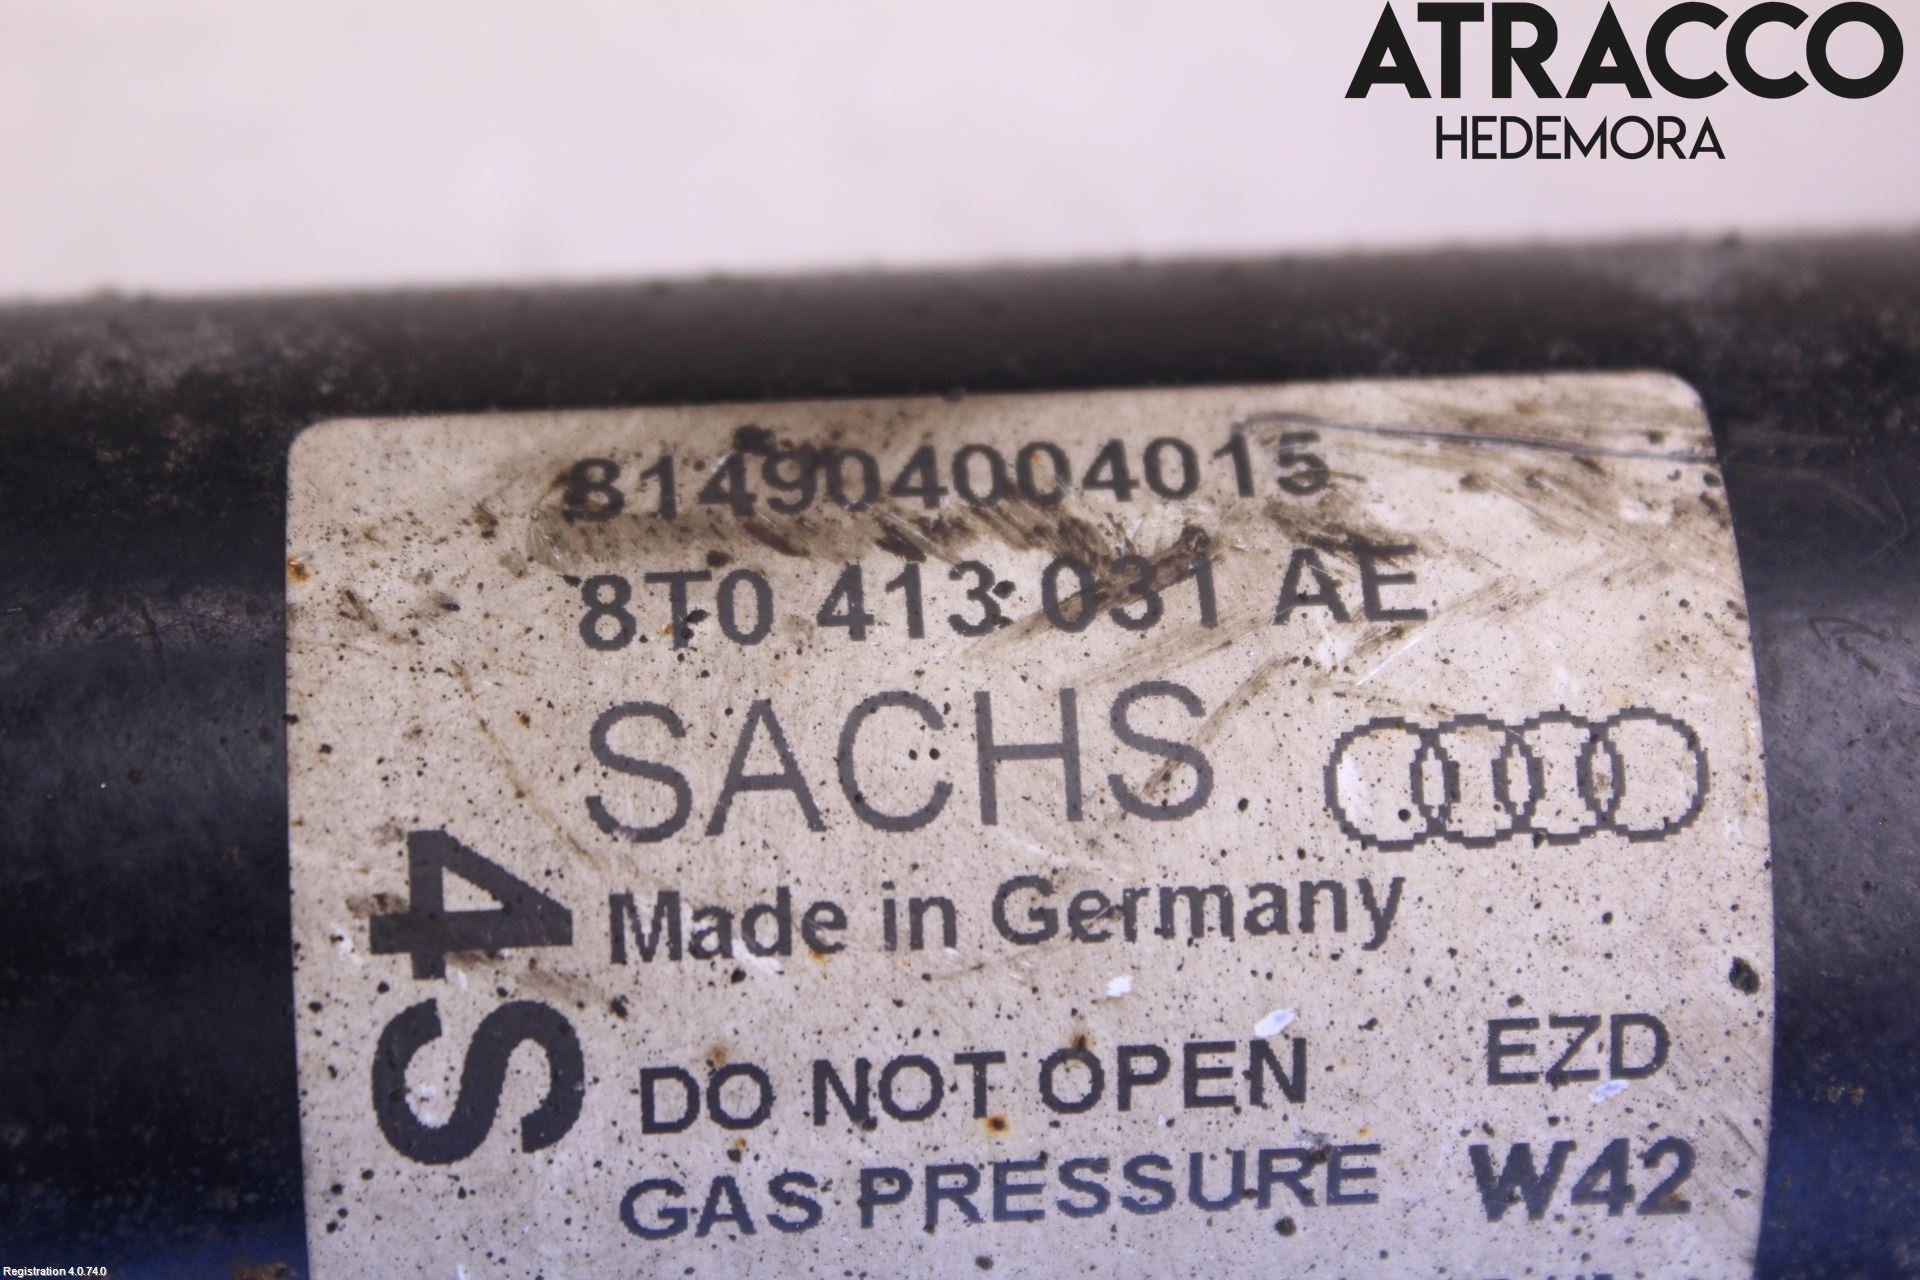 ATRACCO
HEDEMORA
814904004015
8T0 413 031 AE
SACHS
4S
Made in Germany
DO NOT OPEN EZD
GAS PRESSURE W42
Registration 4.0.74.0